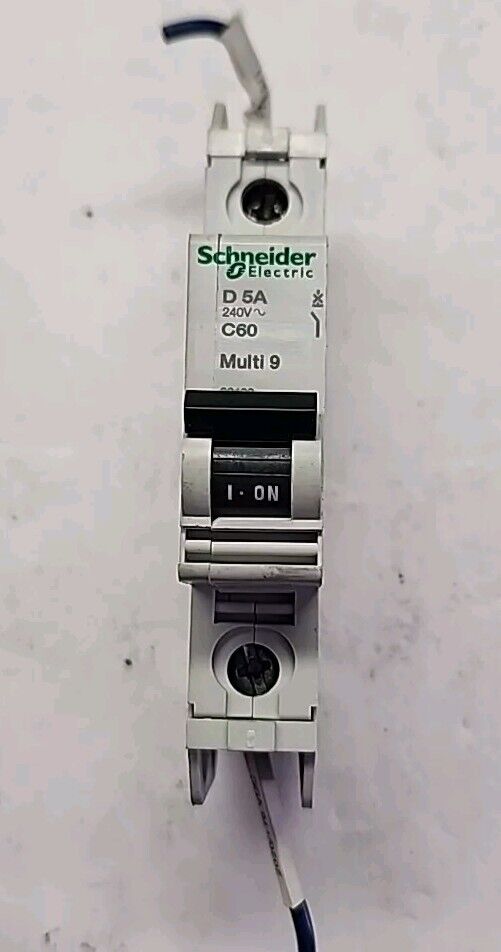 Schneider
Electric
D 5A
240V~
C60
Multi 9
I · ON